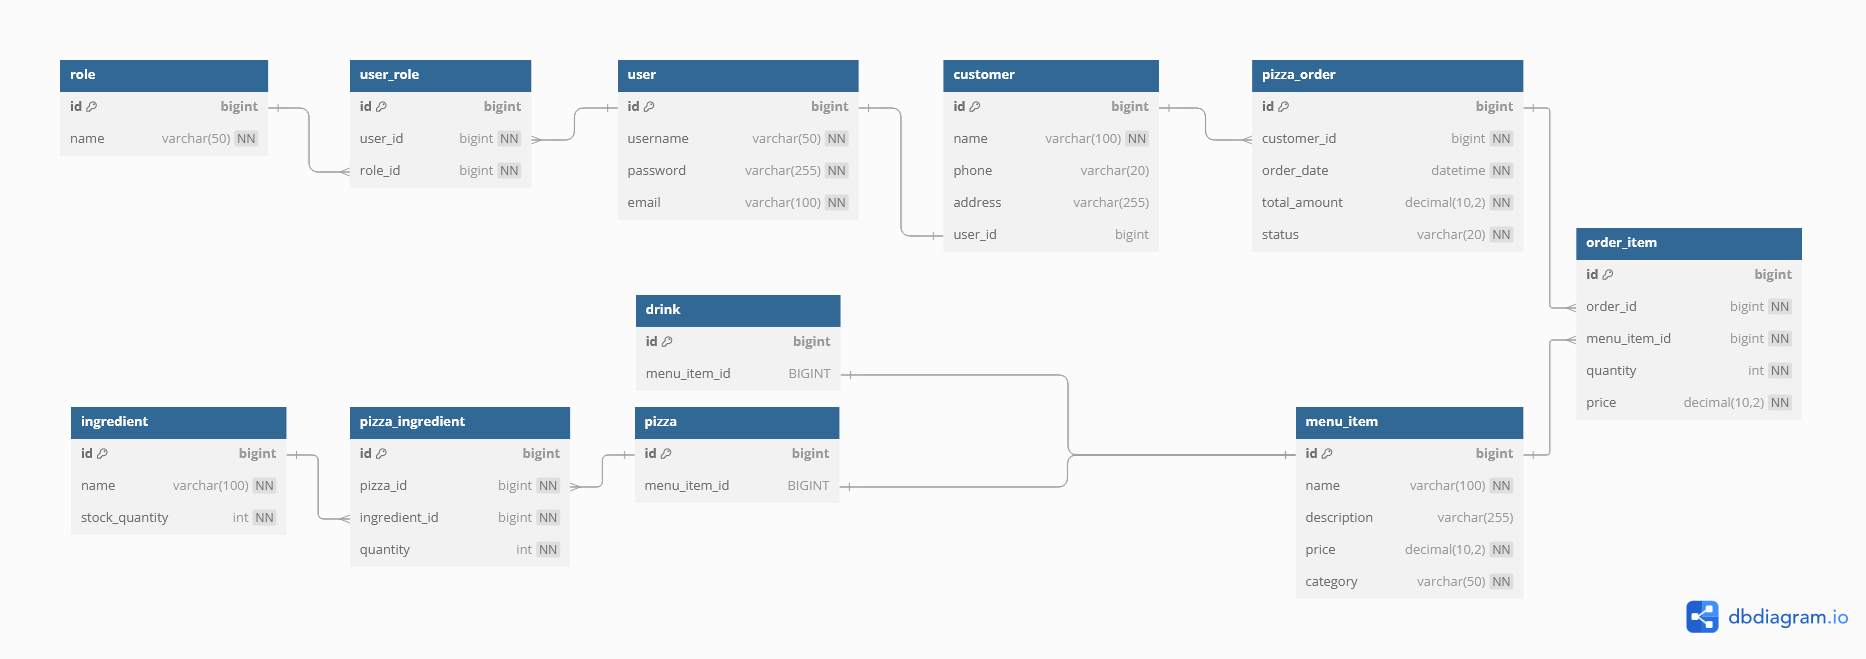 role
id bigint
name varchar(50) NN
user_role
id bigint
user_id bigint NN
role_id bigint NN
user
id bigint
username varchar(50) NN
password varchar(255) NN
email varchar(100) NN
customer
id bigint
name varchar(100) NN
phone varchar(20)
address varchar(255)
user_id bigint
pizza_order
id bigint
customer_id bigint NN
order_date datetime NN
total_amount decimal(10,2) NN
status varchar(20) NN
order_item
id bigint
order_id bigint NN
menu_item_id bigint NN
quantity int NN
price decimal(10,2) NN
drink
id bigint
menu_item_id BIGINT
ingredient
id bigint
name varchar(100) NN
stock_quantity int NN
pizza_ingredient
id bigint
pizza_id bigint NN
ingredient_id bigint NN
quantity int NN
pizza
id bigint
menu_item_id BIGINT
menu_item
id bigint
name varchar(100) NN
description varchar(255)
price decimal(10,2) NN
category varchar(50) NN
dbdiagram.io